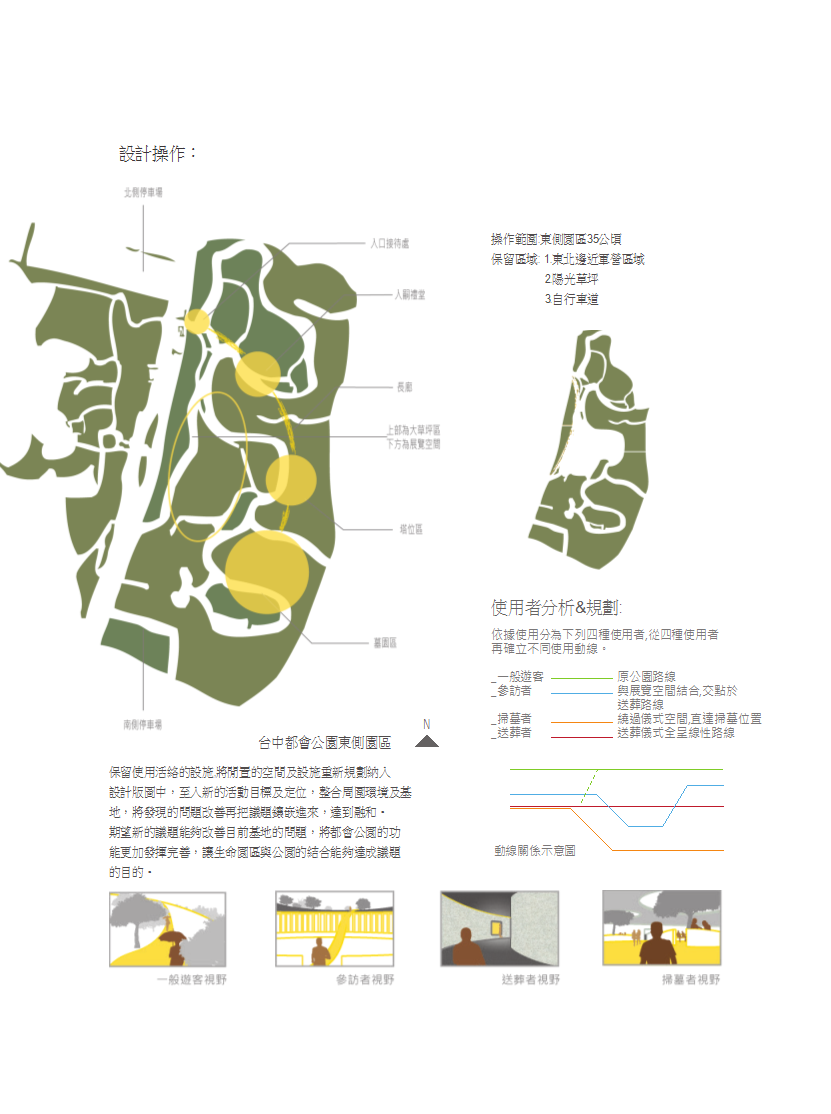 設計操作：
北側停車場
入口接待處
入嗣禮堂
長廊
上部為大草坪區
下方為展覽空間
塔位區
墓園區
南側停車場
台中都會公園東側園區
N
保留使用活絡的設施,將閒置的空間及設施重新規劃納入
設計版圖中，至入新的活動目標及定位，整合周圍環境及基
地，將發現的問題改善再把議題鑲嵌進來，達到融和。
期望新的議題能夠改善目前基地的問題，將都會公園的功
能更加發揮完善，讓生命園區與公園的結合能夠達成議題
的目的。
操作範圍:東側園區35公頃
保留區域: 1.東北邊近軍營區域
2陽光草坪
3自行車道
使用者分析&規劃:
依據使用分為下列四種使用者,從四種使用者
再確立不同使用動線。
_一般遊客 原公園路線
_參訪者 與展覽空間結合,交點於
送葬路線
_掃墓者 繞過儀式空間,直達掃墓位置
_送葬者 送葬儀式全呈線性路線
動線關係示意圖
一般遊客視野
參訪者視野
送葬者視野
掃墓者視野